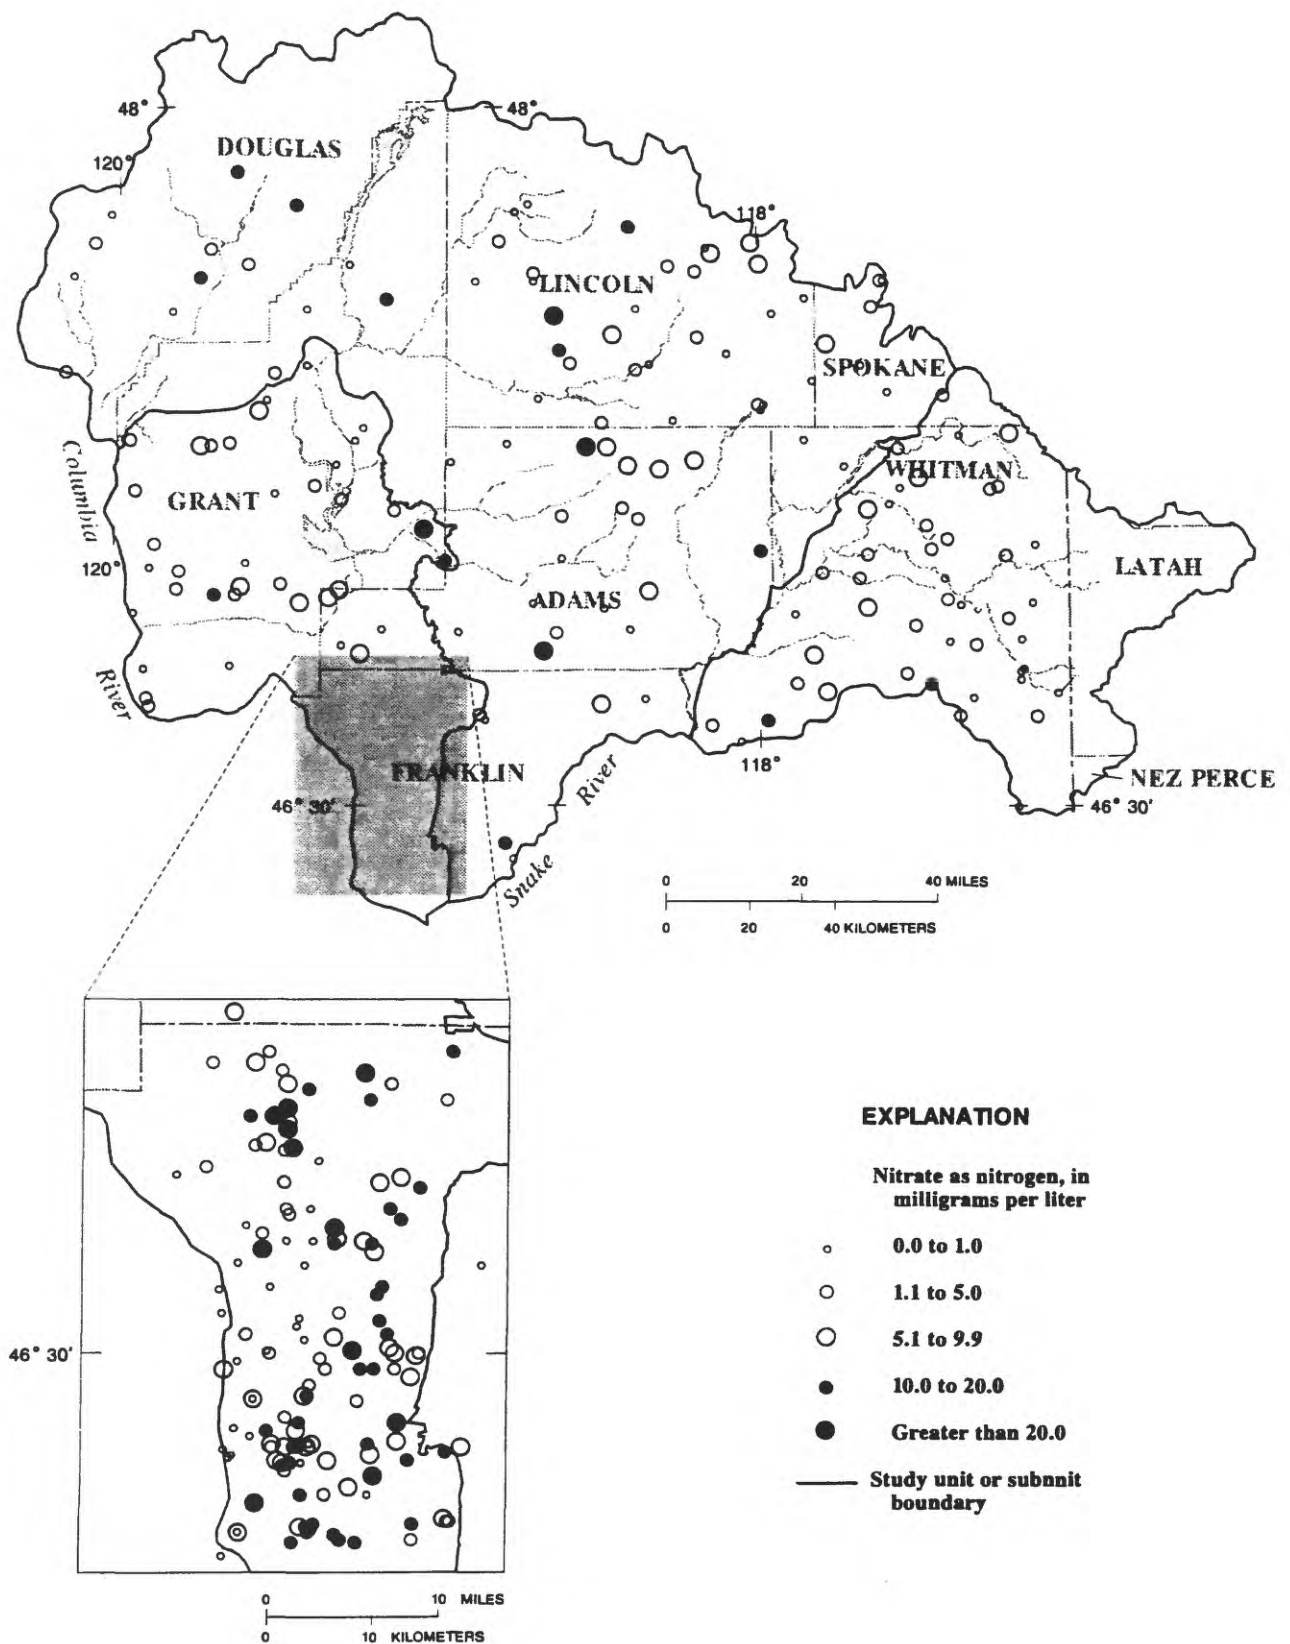 48°
48°
DOUGLAS
120°
118°
LINCOLN
SPOKANE
Columbia
GRANT
WHITMAN
120°
LATAH
ADAMS
River
FRANKLIN
River
118°
NEZ PERCE
46° 30'
46° 30'
Snake
0 20 40 MILES
0 20 40 KILOMETERS
EXPLANATION
Nitrate as nitrogen, in
milligrams per liter
0.0 to 1.0
1.1 to 5.0
46° 30'
5.1 to 9.9
10.0 to 20.0
Greater than 20.0
Study unit or subnnit
boundary
0 10 MILES
0 10 KILOMETERS